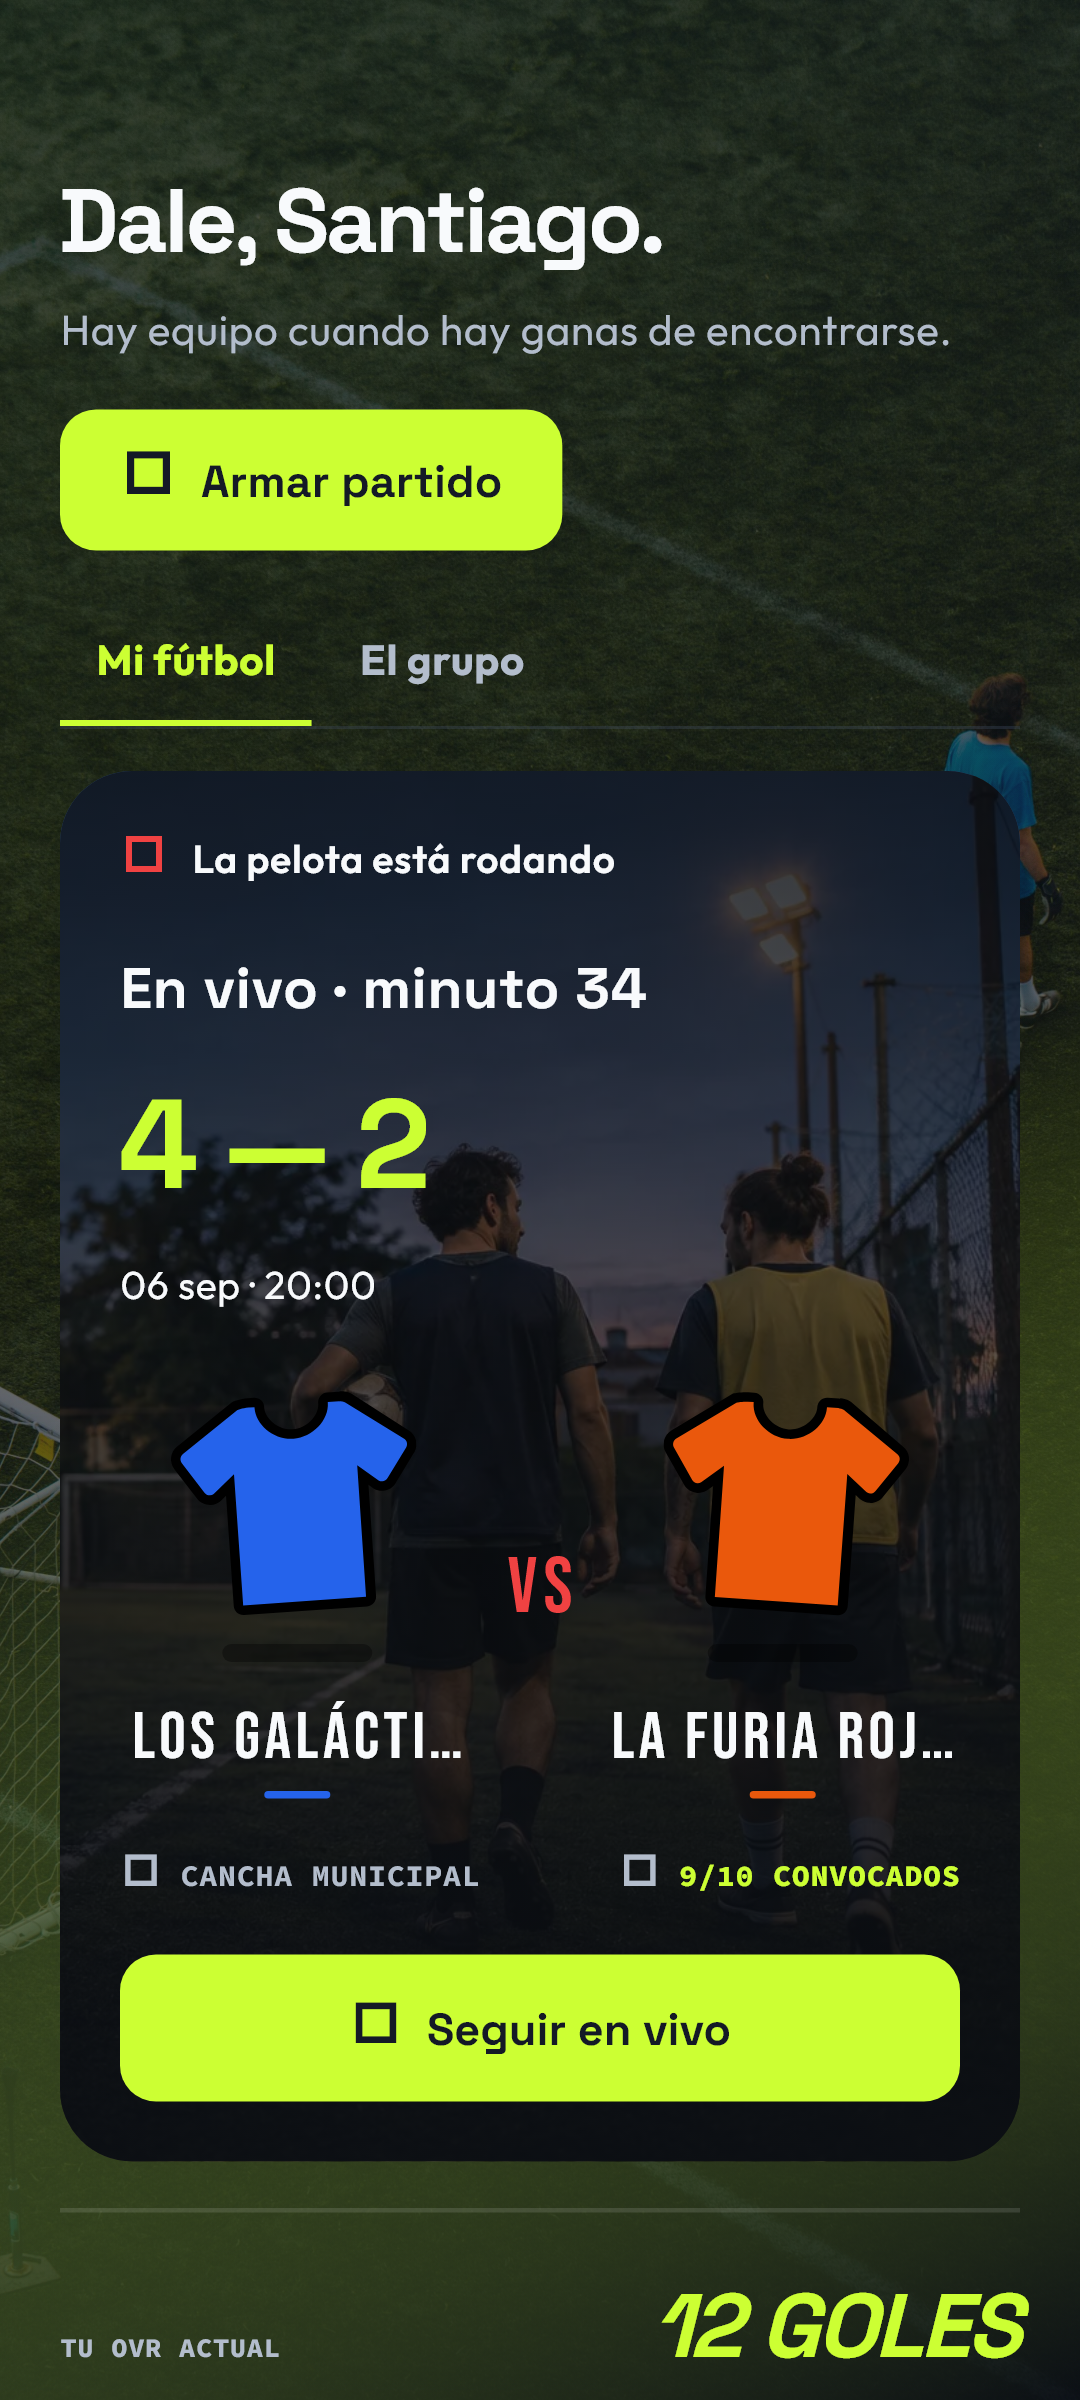 Dale, Santiago.
Hay equipo cuando hay ganas de encontrarse.
Armar partido
Mi fútbol El grupo
La pelota está rodando
En vivo · minuto 34
4 — 2
06 sep · 20:00
VS
LOS GALÁCTI… LA FURIA ROJ…
CANCHA MUNICIPAL 9/10 CONVOCADOS
Seguir en vivo
12 GOLES
TU OVR ACTUAL